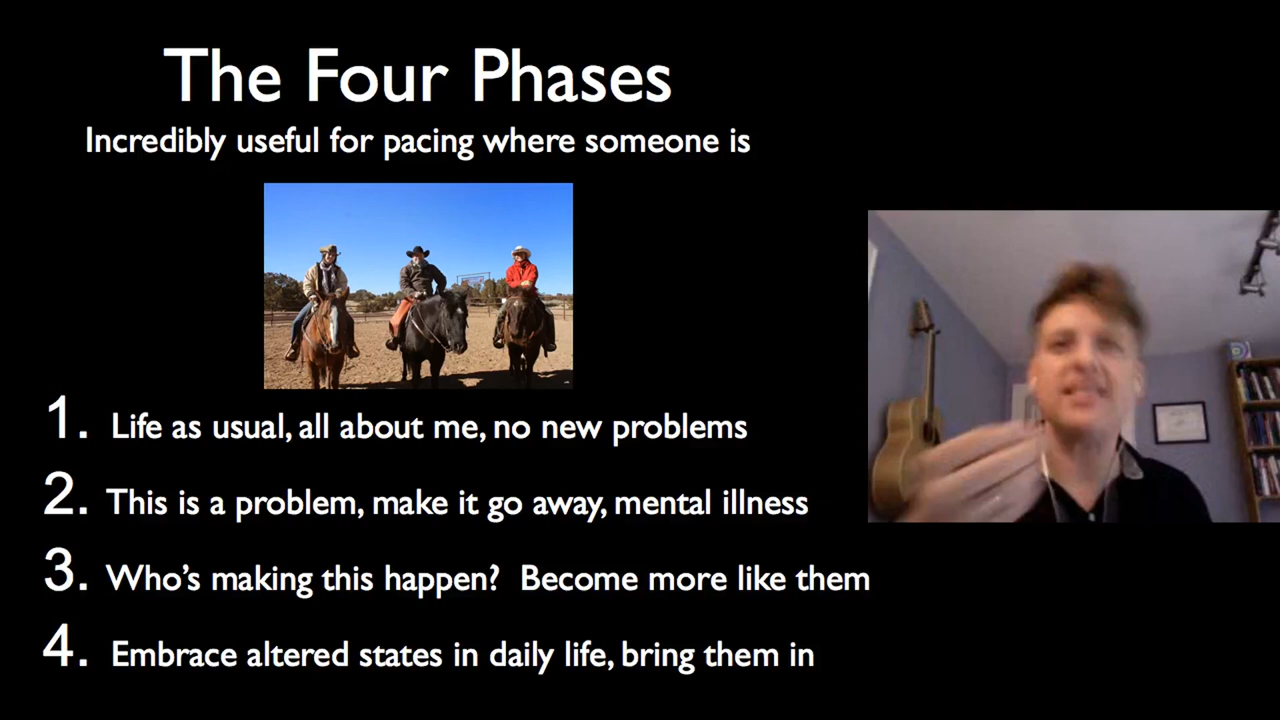 The Four Phases
Incredibly useful for pacing where someone is
1. Life as usual, all about me, no new problems
2. This is a problem, make it go away, mental illness
3. Who's making this happen? Become more like them
4. Embrace altered states in daily life, bring them in